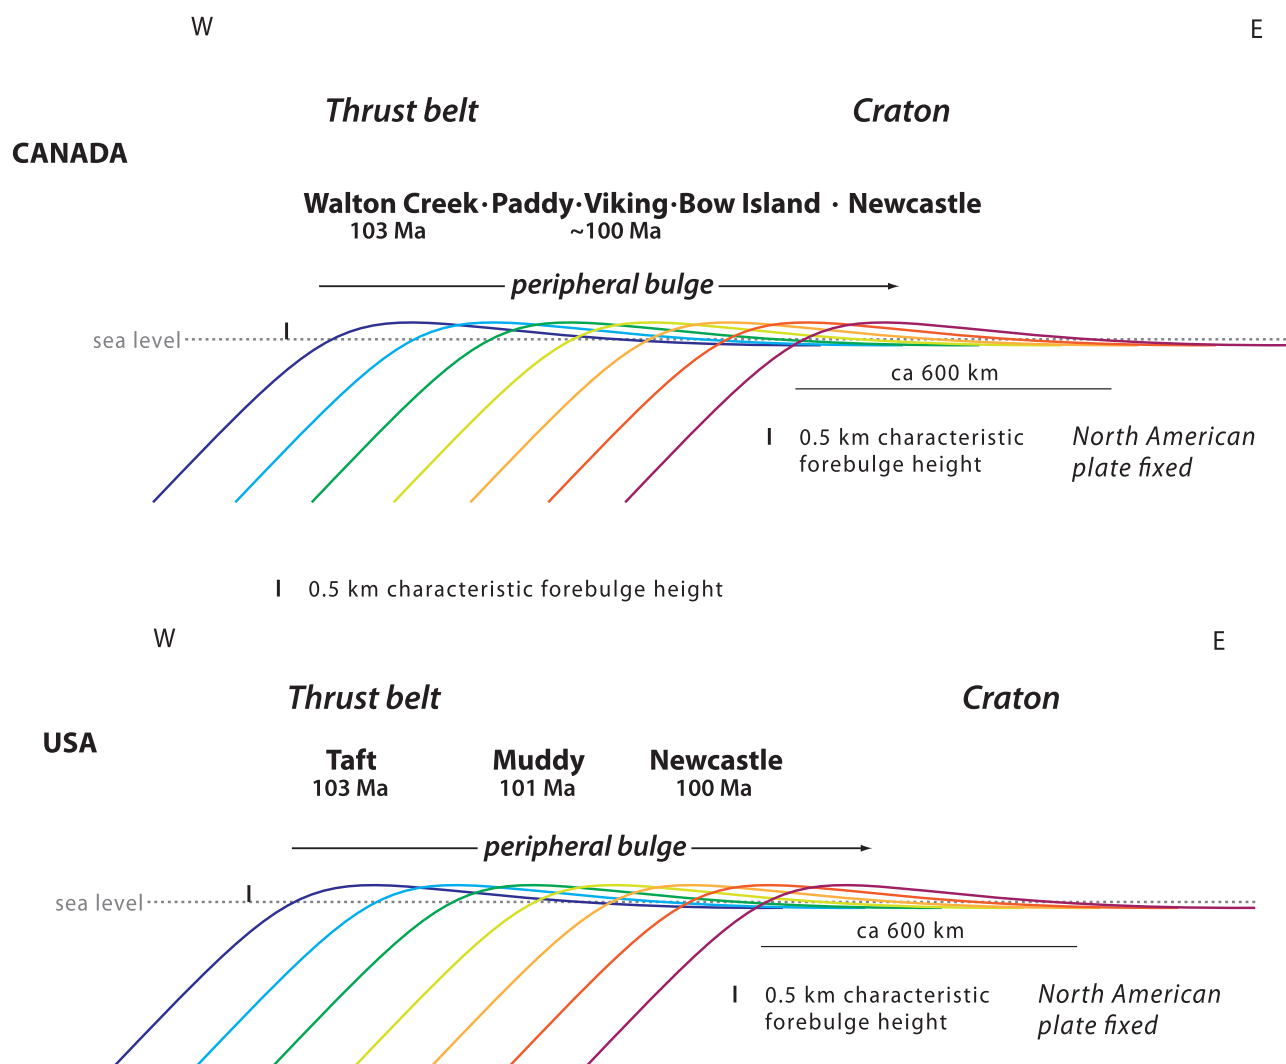 W E
Thrust belt Craton
CANADA
Walton Creek·Paddy·Viking·Bow Island · Newcastle
103 Ma ~100 Ma
peripheral bulge
sea level
ca 600 km
0.5 km characteristic
forebulge height
North American
plate fixed
0.5 km characteristic forebulge height
W E
Thrust belt Craton
USA
Taft Muddy Newcastle
103 Ma 101 Ma 100 Ma
peripheral bulge
sea level
ca 600 km
0.5 km characteristic
forebulge height
North American
plate fixed